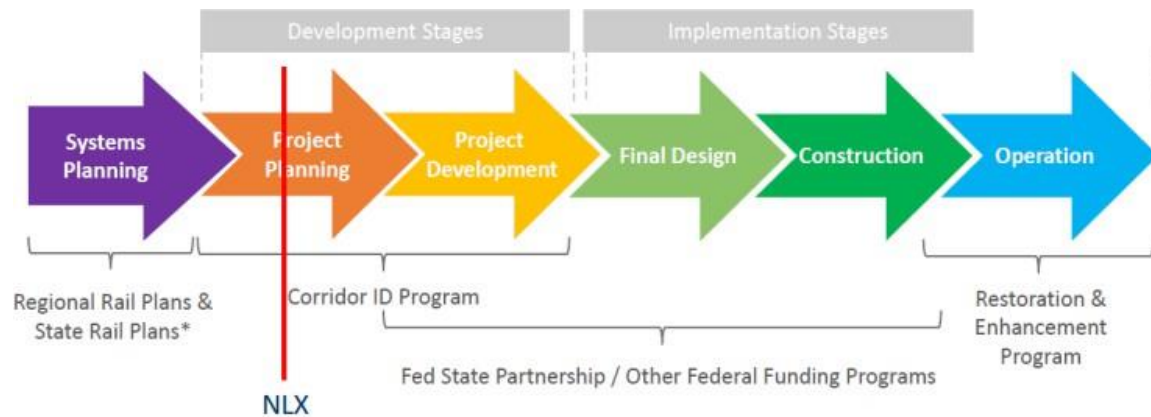 Development Stages
Implementation Stages
Systems
Planning
Project
Planning
Project
Development
Final Design
Construction
Operation
Regional Rail Plans &
State Rail Plans*
Corridor ID Program
Restoration &
Enhancement
Program
Fed State Partnership / Other Federal Funding Programs
NLX